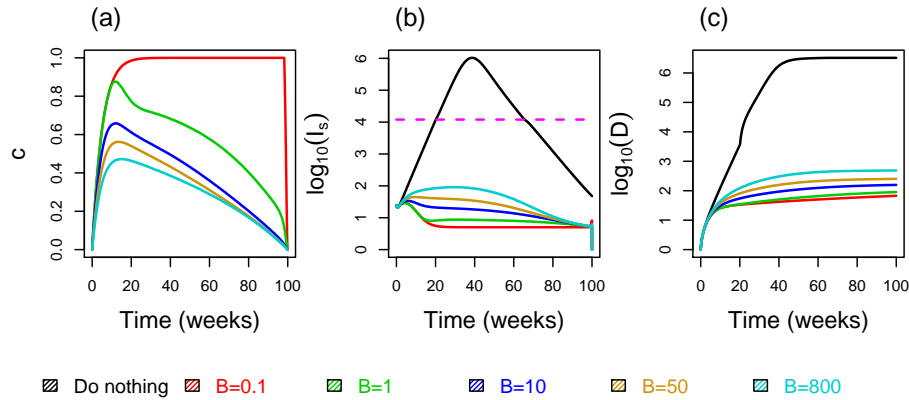 (a) (b) (c)
c
0.0 0.2 0.4 0.6 0.8 1.0
0 20 40 60 80 100
Time (weeks)
log10(Is)
0 1 2 3 4 5 6
0 20 40 60 80 100
Time (weeks)
log10(D)
0 1 2 3 4 5 6
0 20 40 60 80 100
Time (weeks)
Do nothing B=0.1 B=1 B=10 B=50 B=800